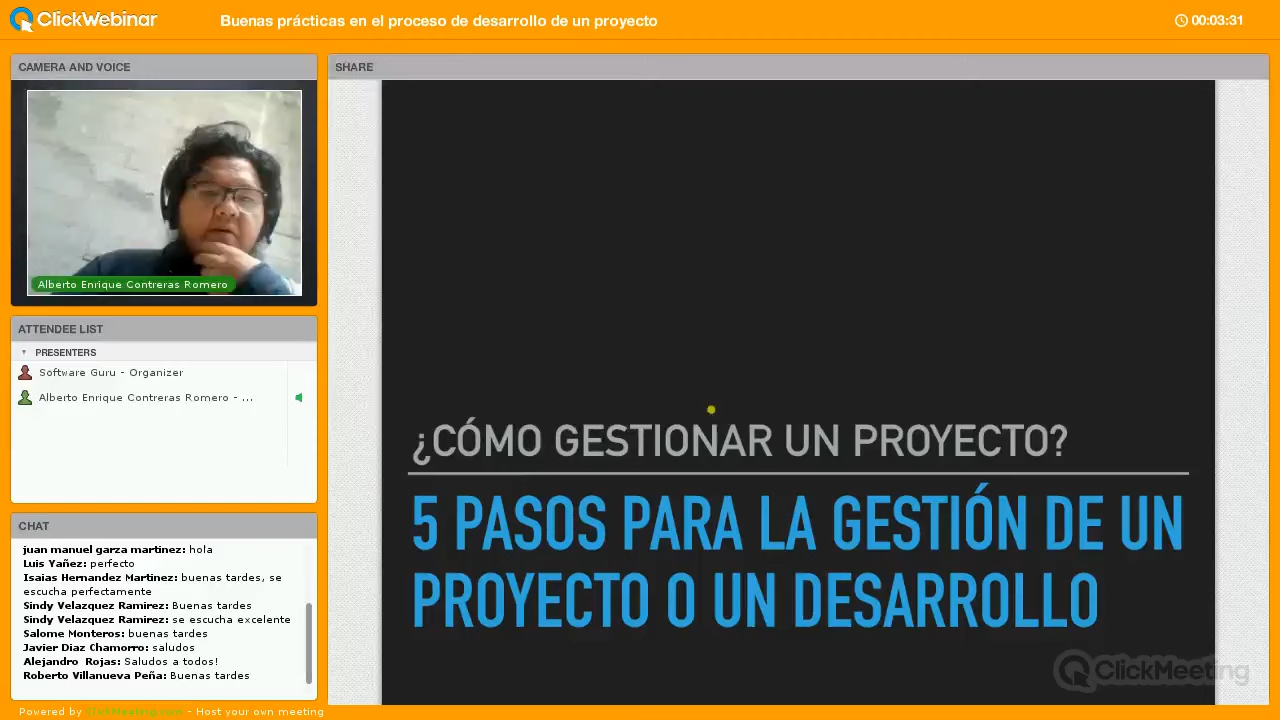 ClickWebinar
Buenas prácticas en el proceso de desarrollo de un proyecto
00:03:31
CAMERA AND VOICE
Alberto Enrique Contreras Romero
ATTENDEE LIST
PRESENTERS
Software Guru - Organizer
Alberto Enrique Contreras Romero - ...
CHAT
juan manuel garza martinez: hola
Luis Yañez: perfecto
Isaias Hernandez Martinez: buenas tardes, se
escucha perfectamente
Sindy Velazquez Ramirez: Buenas tardes
Sindy Velazquez Ramirez: se escucha excelente
Salome Monteros: buenas tardes
Javier Diaz Chamorro: saludos
Alejandro Rojas: Saludos a todos!
Roberto Villanueva Peña: Buenas tardes
SHARE
¿CÓMO GESTIONAR UN PROYECTO?
5 PASOS PARA LA GESTIÓN DE UN
PROYECTO O UN DESARROLLO
ClickMeeting
Powered by ClickMeeting.com - Host your own meeting